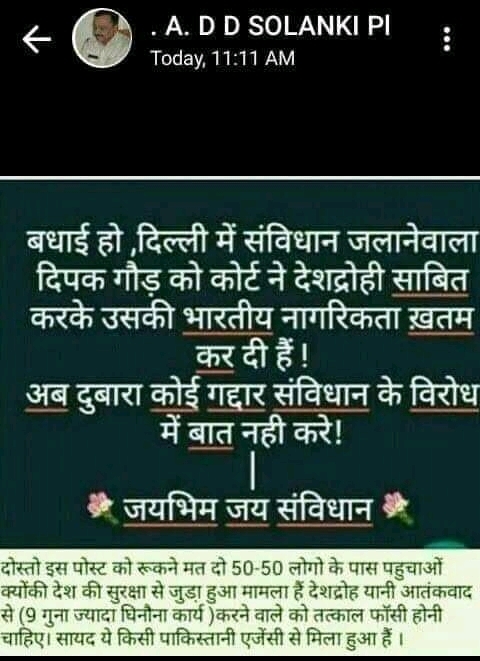 . A. D D SOLANKI PI
Today, 11:11 AM
बधाई हो ,दिल्ली में संविधान जलानेवाला
दिपक गौड़ को कोर्ट ने देशद्रोही साबित
करके उसकी भारतीय नागरिकता ख़तम
कर दी हैं !
अब दुबारा कोई गद्दार संविधान के विरोध
में बात नही करे!
|
जयभिम जय संविधान
दोस्तो इस पोस्ट को रूकने मत दो 50-50 लोगो के पास पहुचाओं
क्योंकी देश की सुरक्षा से जुडा हुआ मामला हैं देशद्रोह यानी आतंकवाद
से (9 गुना ज्यादा घिनौना कार्य )करने वाले को तत्काल फॉसी होनी
चाहिए। सायद ये किसी पाकिस्तानी एजेंसी से मिला हुआ हैं ।